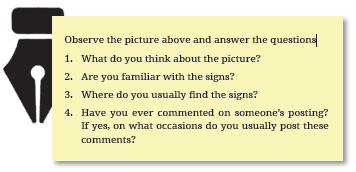 Observe the picture above and answer the questions
1. What do you think about the picture?
2. Are you familiar with the signs?
3. Where do you usually find the signs?
4. Have you ever commented on someone's posting?
If yes, on what occasions do you usually post these
comments?